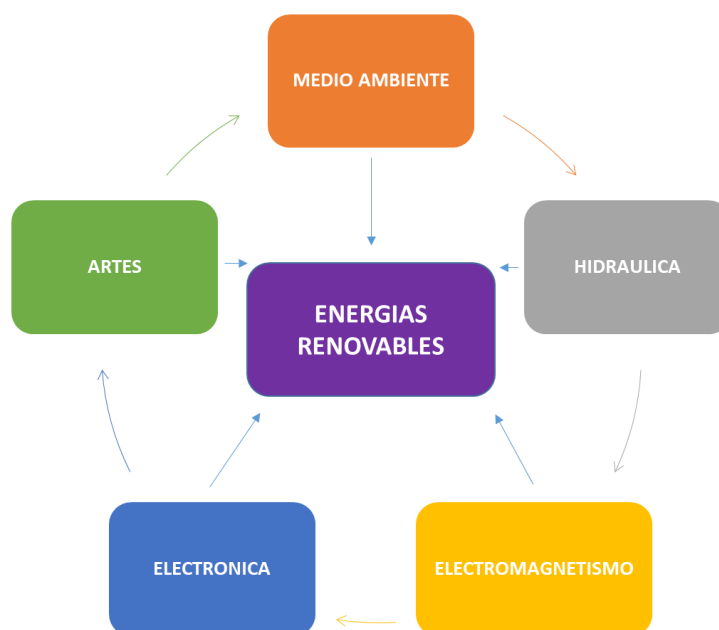 MEDIO AMBIENTE
ARTES
HIDRAULICA
ENERGIAS
RENOVABLES
ELECTRONICA
ELECTROMAGNETISMO